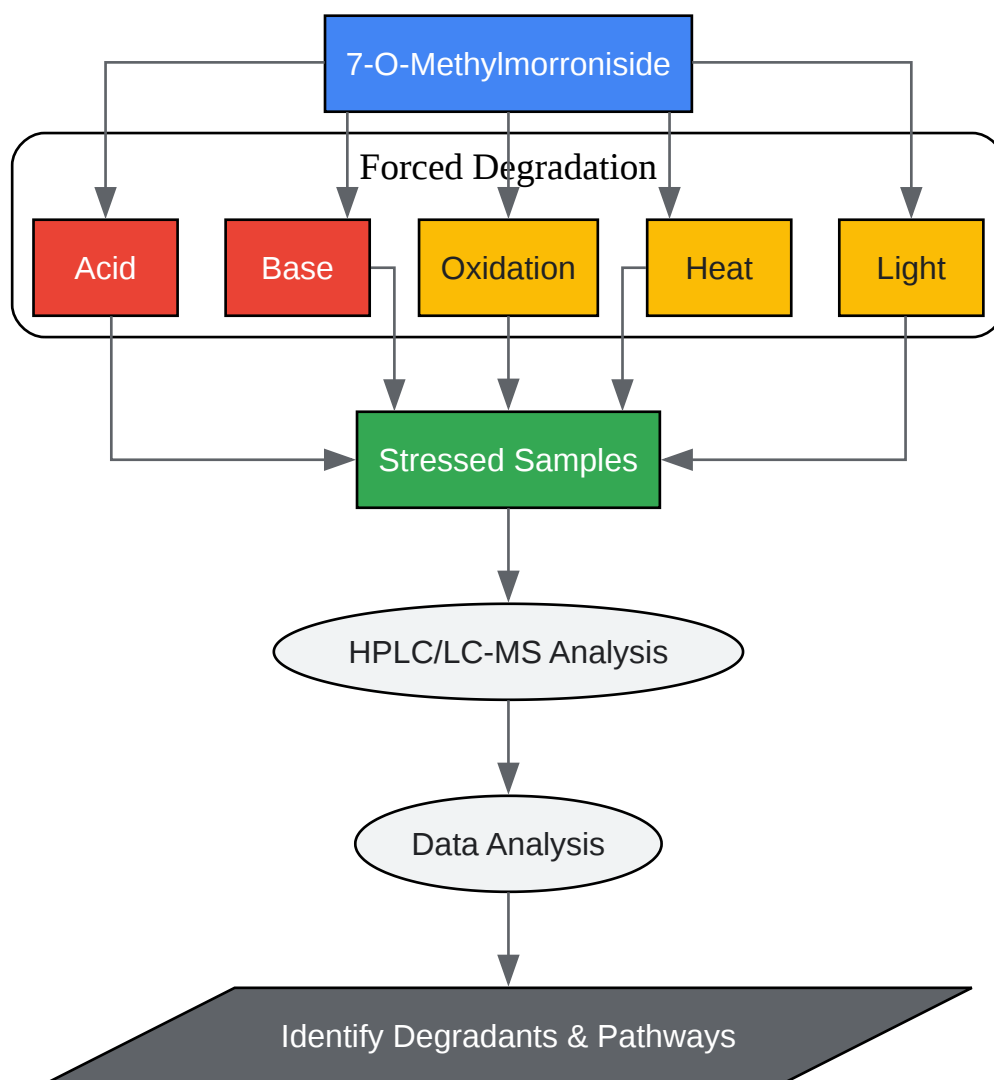 7-O-Methylmorroniside
Forced Degradation
Acid
Base
Oxidation
Heat
Light
Stressed Samples
HPLC/LC-MS Analysis
Data Analysis
Identify Degradants & Pathways